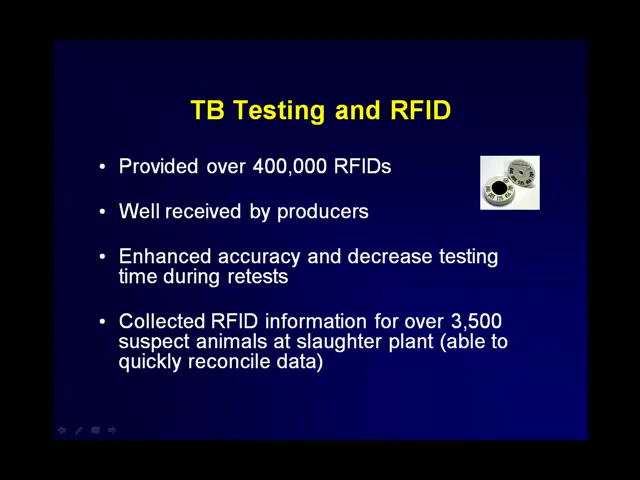 TB Testing and RFID
• Provided over 400,000 RFIDs
• Well received by producers
• Enhanced accuracy and decrease testing
time during retests
• Collected RFID information for over 3,500
suspect animals at slaughter plant (able to
quickly reconcile data)